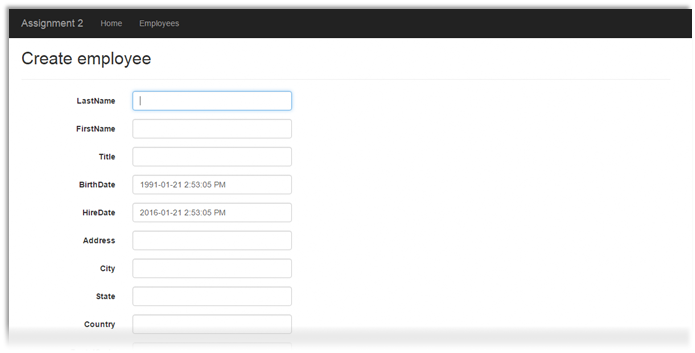 Assignment 2 Home Employees
Create employee
LastName
FirstName
Title
BirthDate 1991-01-21 2:53:05 PM
HireDate 2016-01-21 2:53:05 PM
Address
City
State
Country